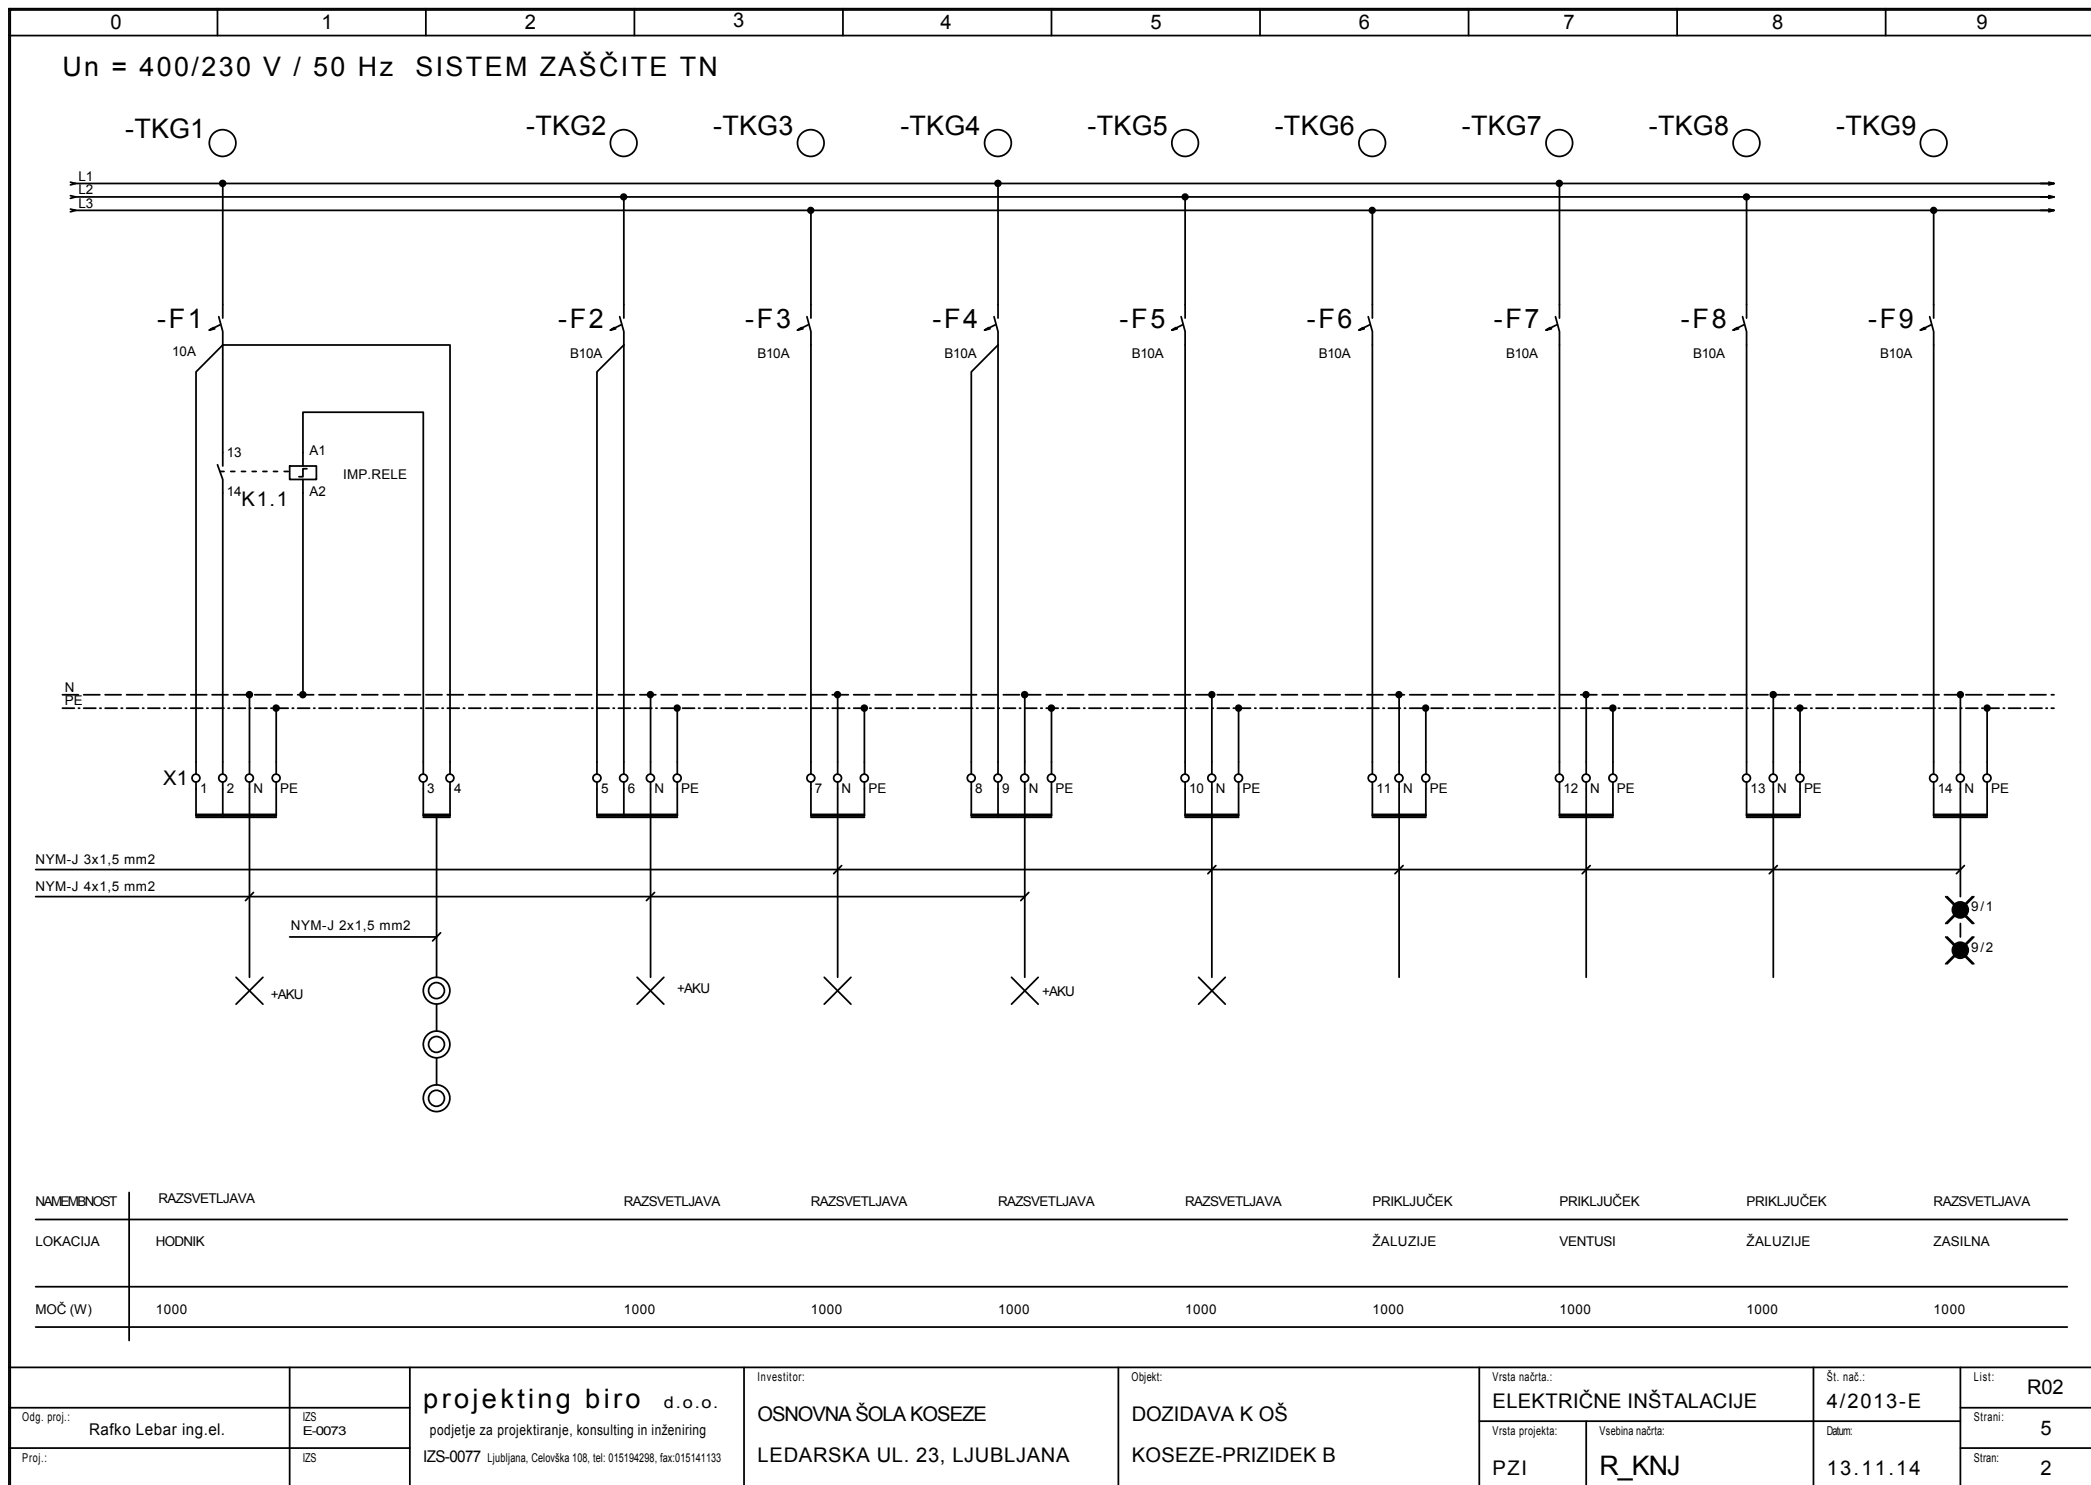 0 1 2 3 4 5 6 7 8 9
Un = 400/230 V / 50 Hz SISTEM ZAŠČITE TN
-TKG1 -TKG2 -TKG3 -TKG4 -TKG5 -TKG6 -TKG7 -TKG8 -TKG9
L1
L2
L3
-F1 -F2 -F3 -F4 -F5 -F6 -F7 -F8 -F9
10A B10A B10A B10A B10A B10A B10A B10A B10A
13 A1
IMP.RELE
14 K1.1 A2
N
PE
X1 1 2 N PE 3 4 5 6 N PE 7 N PE 8 9 N PE 10 N PE 11 N PE 12 N PE 13 N PE 14 N PE
NYM-J 3x1,5 mm2
NYM-J 4x1,5 mm2
NYM-J 2x1,5 mm2
9/1
9/2
+AKU +AKU +AKU
NAMEMBNOST RAZSVETLJAVA RAZSVETLJAVA RAZSVETLJAVA RAZSVETLJAVA RAZSVETLJAVA PRIKLJUČEK PRIKLJUČEK PRIKLJUČEK RAZSVETLJAVA
LOKACIJA HODNIK ŽALUZIJE VENTUSI ŽALUZIJE ZASILNA
MOČ (W) 1000 1000 1000 1000 1000 1000 1000 1000 1000
Odg. proj.: Rafko Lebar ing.el. IZS E-0073
Proj.: IZS
projekting biro d.o.o.
podjetje za projektiranje, konsulting in inženiring
IZS-0077 Ljubljana, Celovška 108, tel: 015194298, fax:015141133
Investitor:
OSNOVNA ŠOLA KOSEZE
LEDARSKA UL. 23, LJUBLJANA
Objekt:
DOZIDAVA K OŠ
KOSEZE-PRIZIDEK B
Vrsta načrta.:
ELEKTRIČNE INŠTALACIJE
Vrsta projekta:
PZI
Vsebina načrta:
R_KNJ
Št. nač.:
4/2013-E
Datum:
13.11.14
List: R02
Strani: 5
Stran: 2